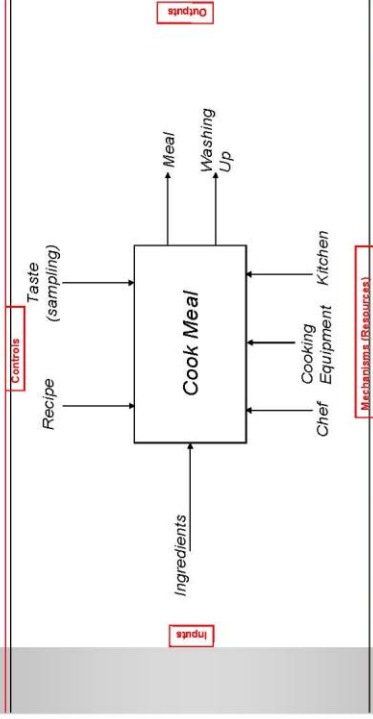 Controls
Recipe
Taste
(sampling)
Inputs
Ingredients
Cook Meal
Meal
Washing
Up
Outputs
Chef
Cooking
Equipment
Kitchen
Mechanisms (Resources)